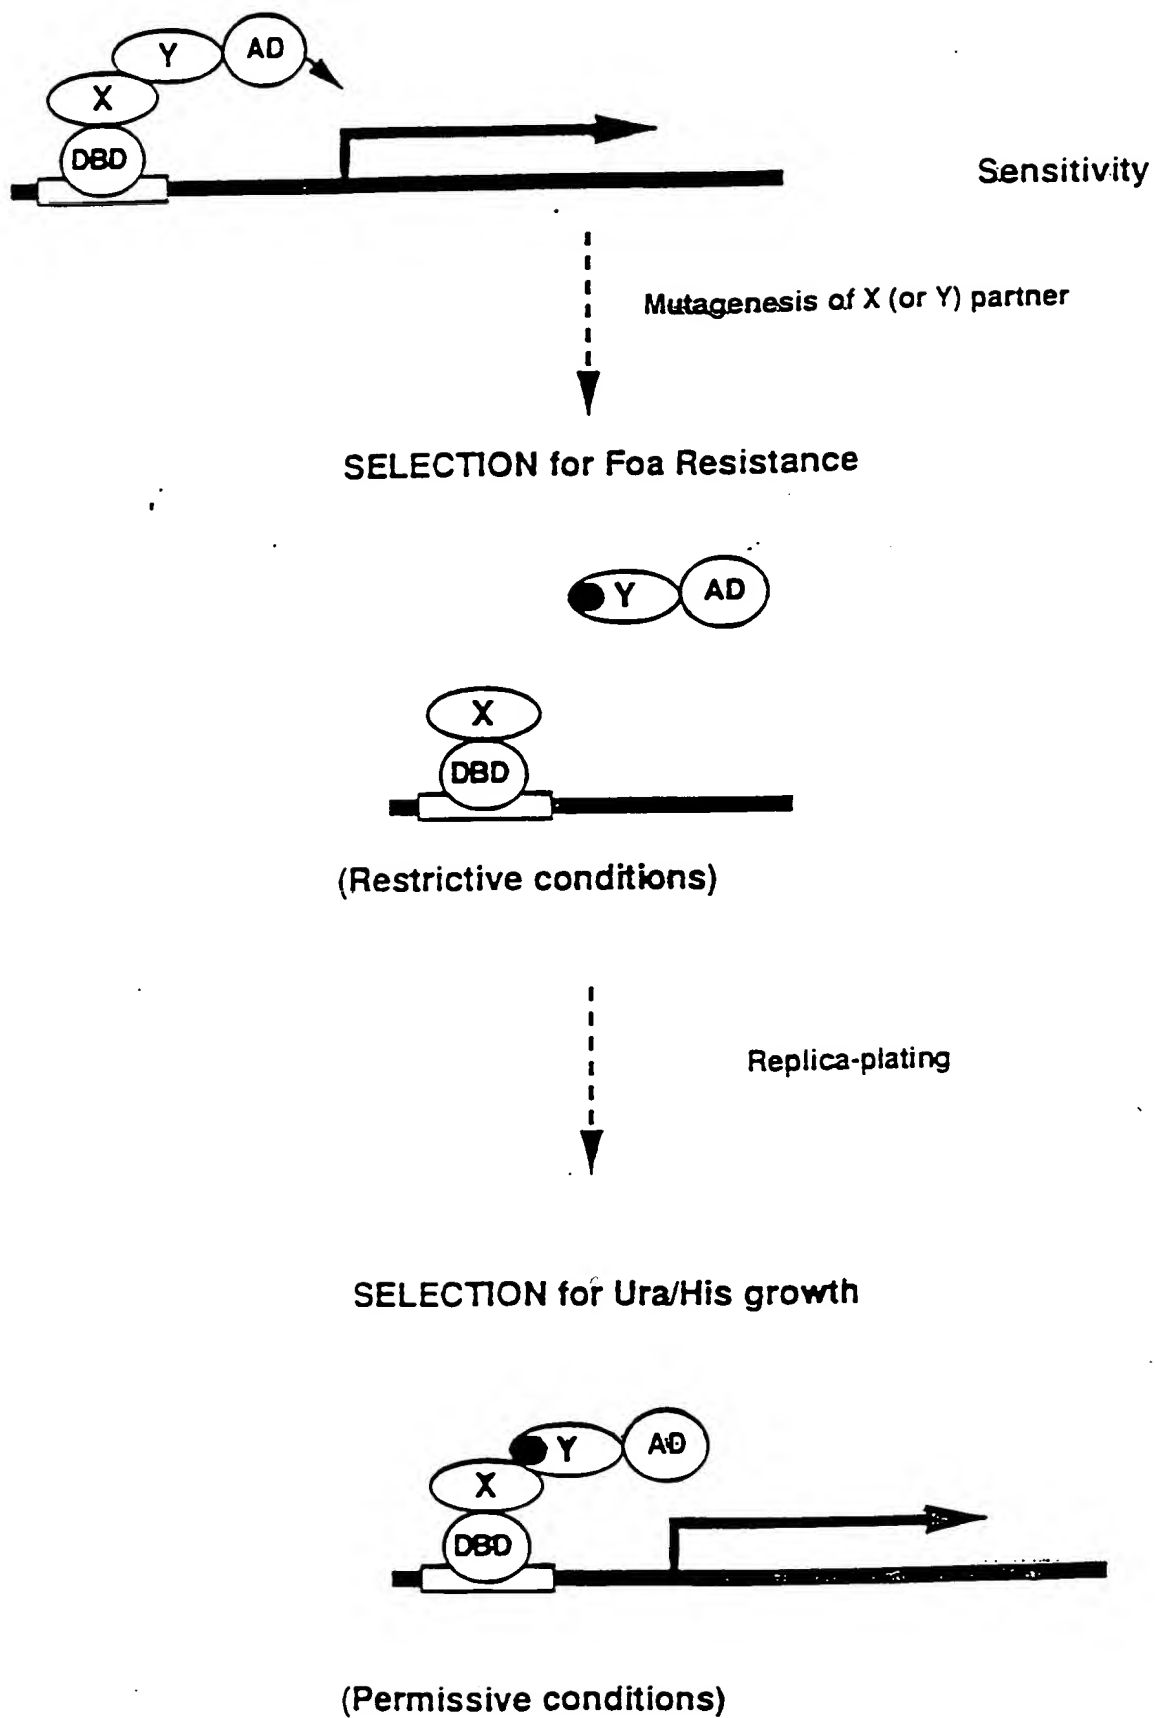 Y AD
X
DBD
Sensitivity
Mutagenesis of X (or Y) partner
SELECTION for Foa Resistance
Y AD
X
DBD
(Restrictive conditions)
Replica-plating
SELECTION for Ura/His growth
Y AD
X
DBD
(Permissive conditions)